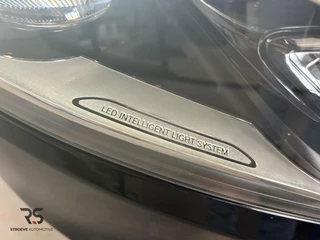 LED INTELLIGENT LIGHT SYSTEM
RS
STROEVE AUTOMOTIVE